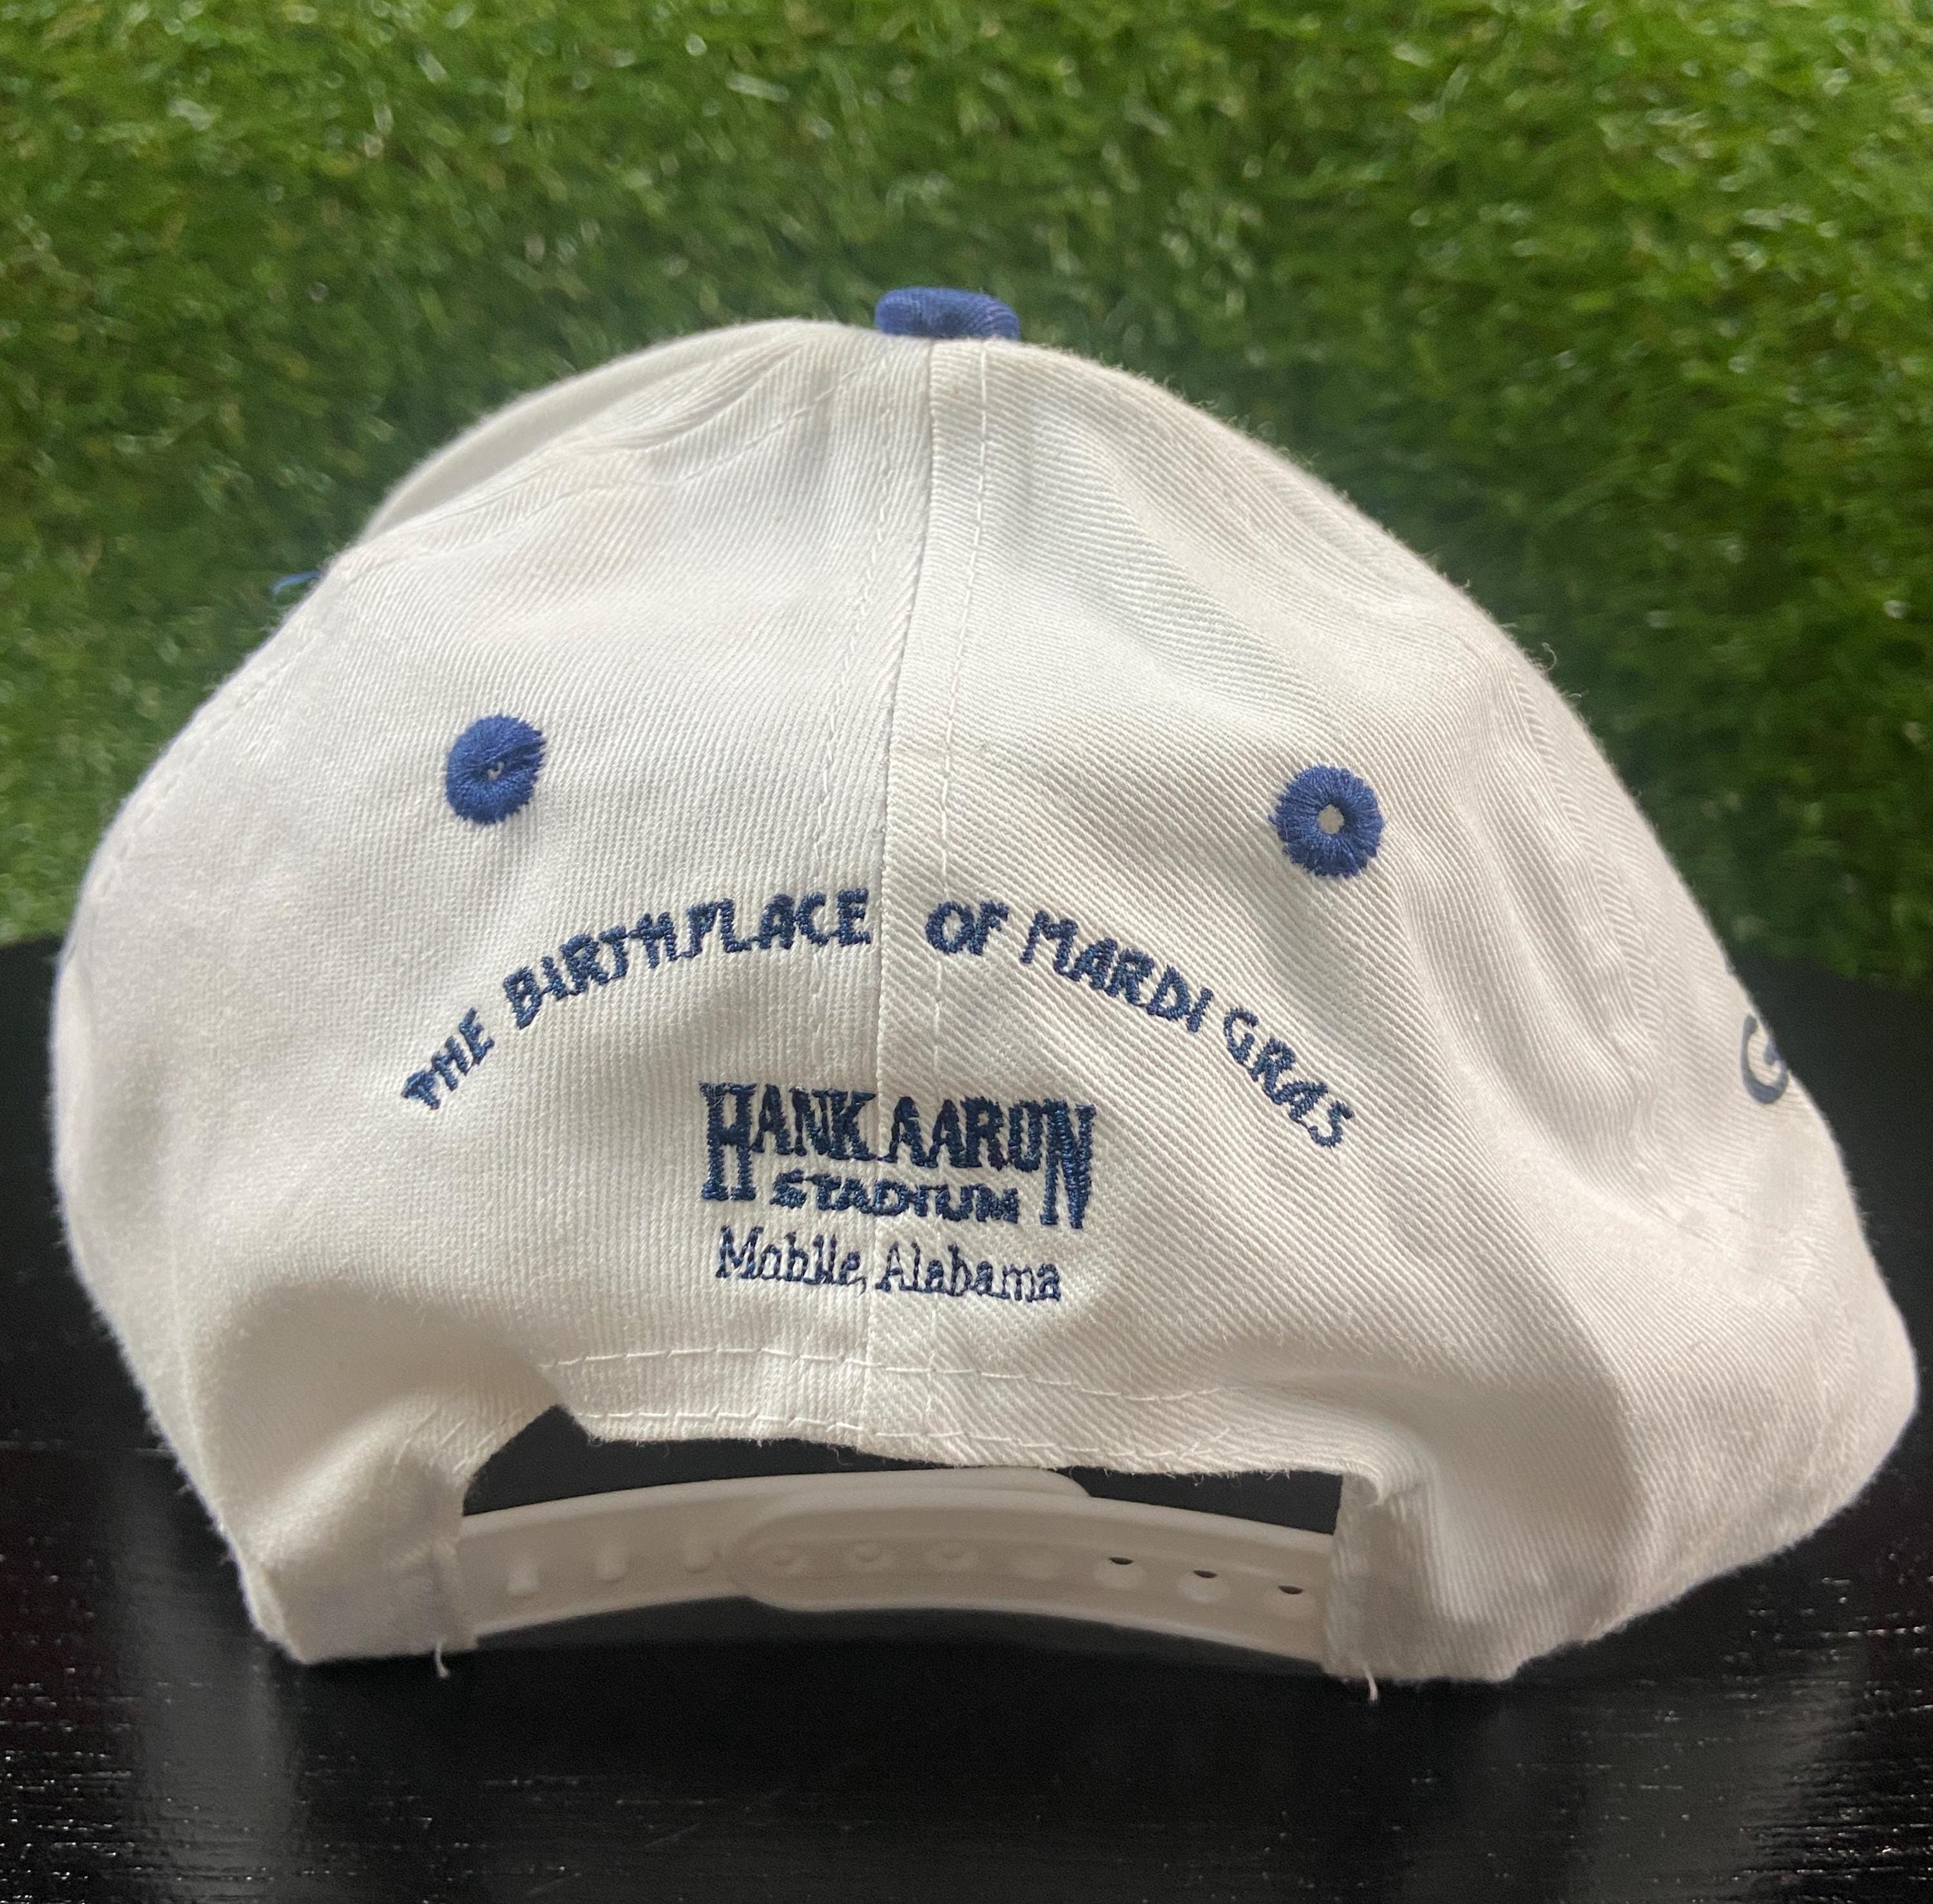 THE BIRTHPLACE OF MARDI GRAS
HANK AARON
STADIUM
Mobile, Alabama